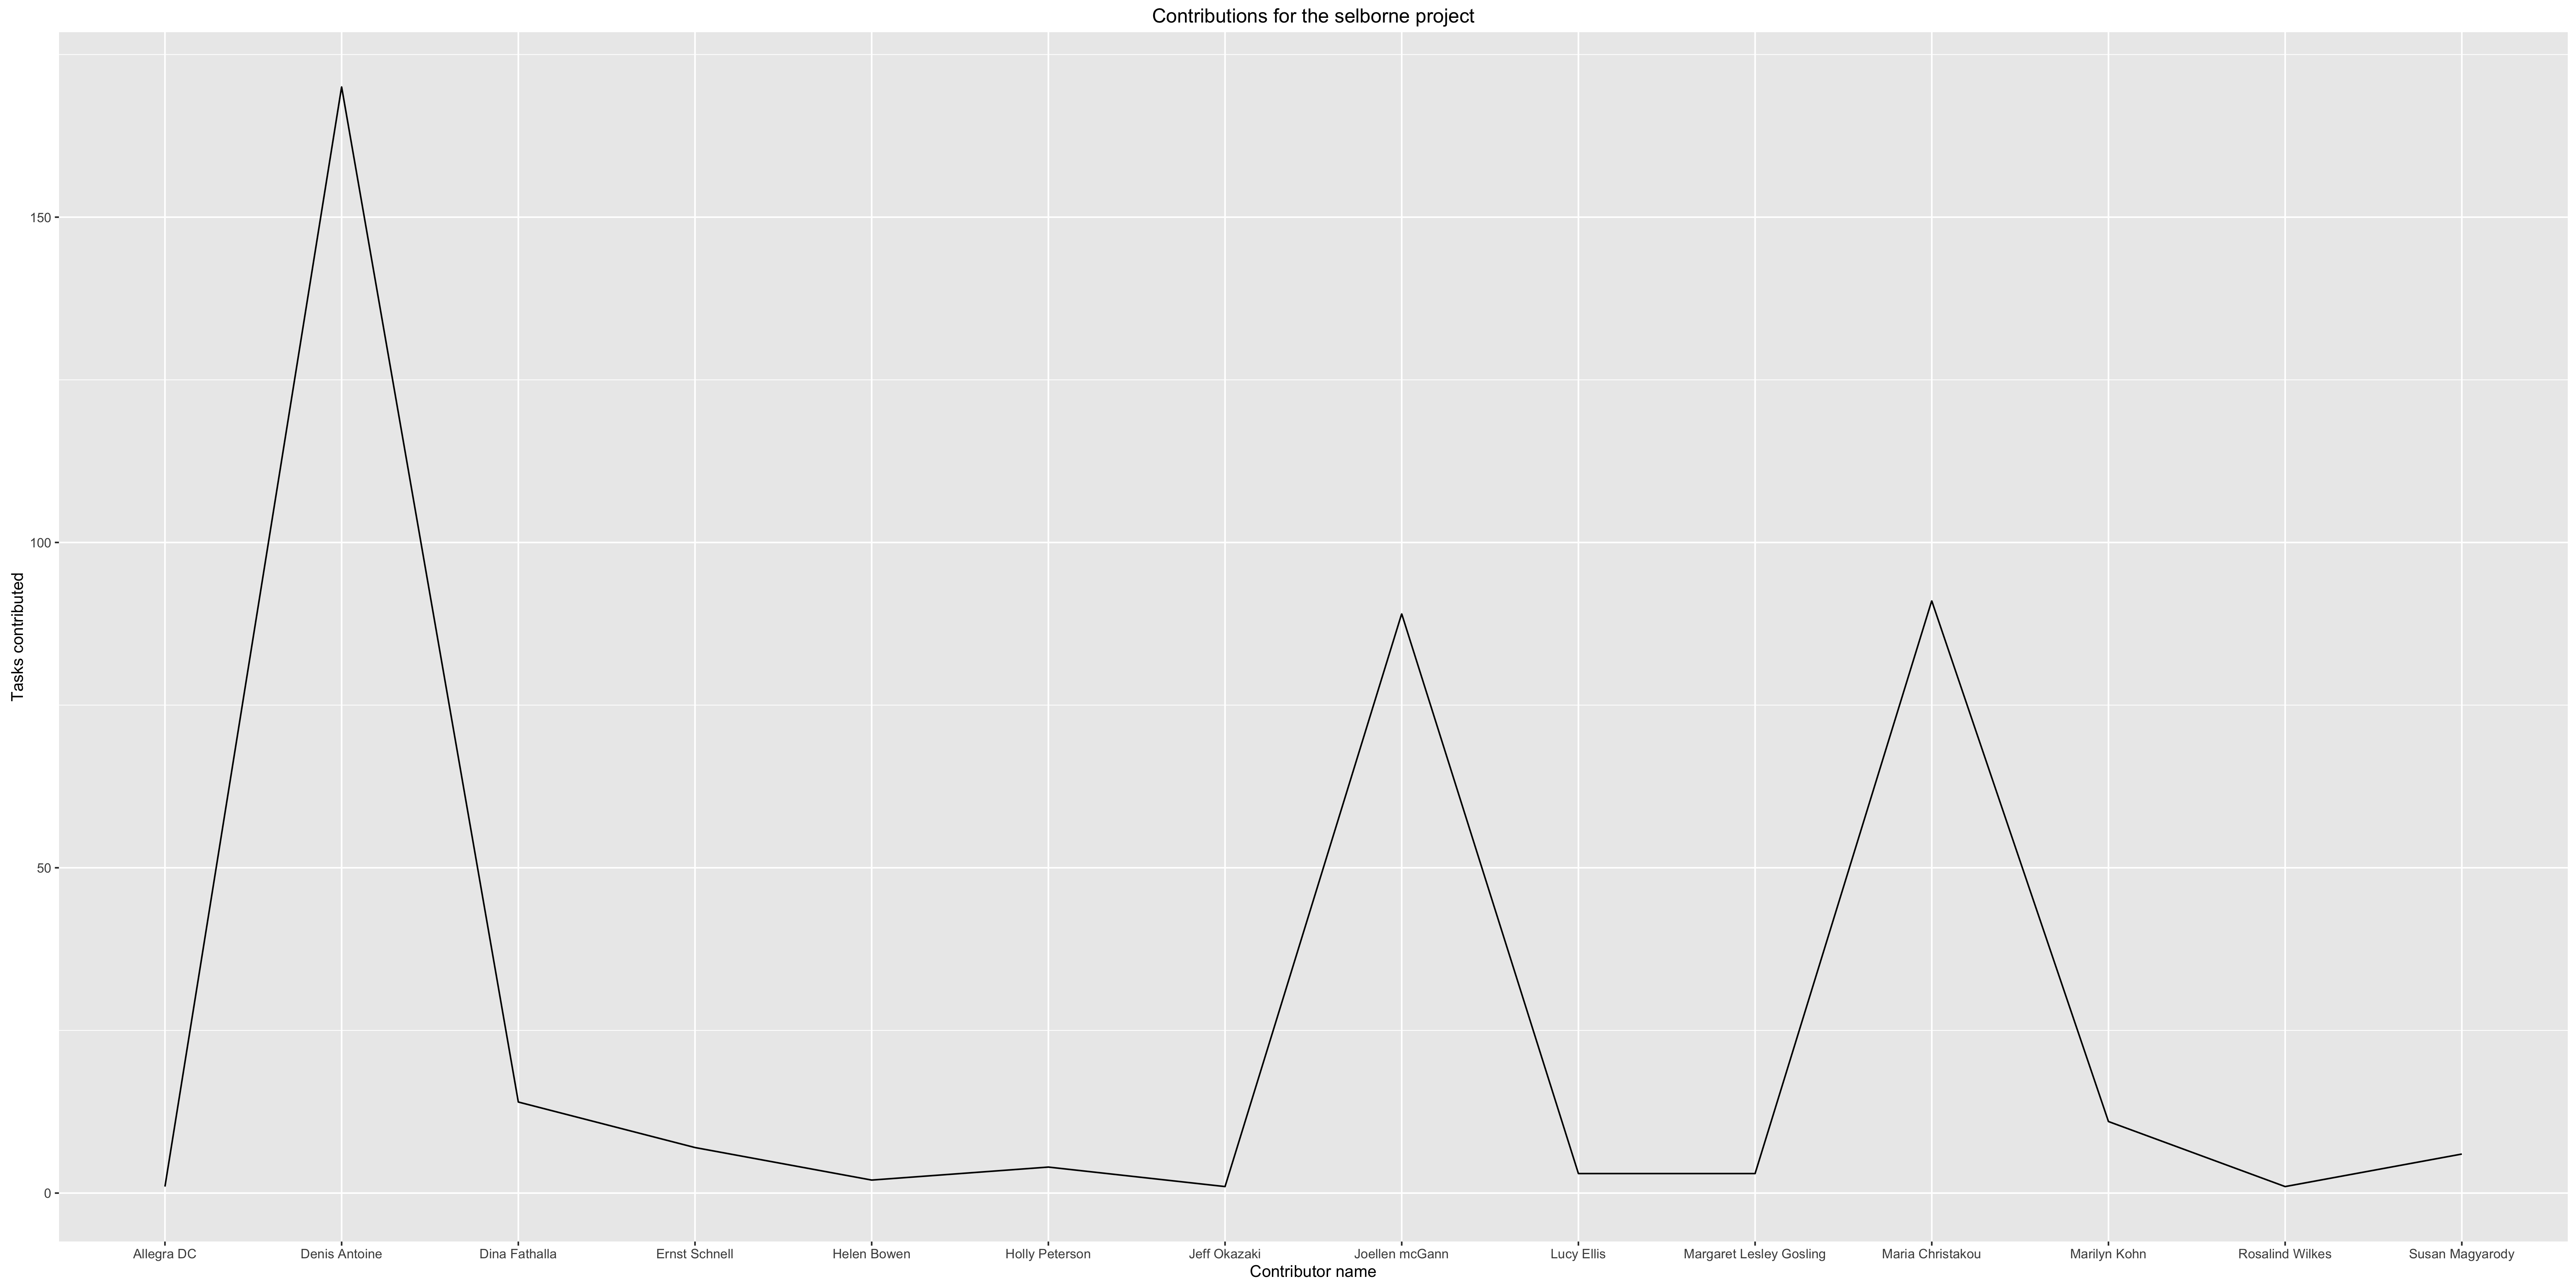 Contributions for the selborne project
Tasks contributed
150
100
50
0
Allegra DC Denis Antoine Dina Fathalla Ernst Schnell Helen Bowen Holly Peterson Jeff Okazaki Joellen mcGann Lucy Ellis Margaret Lesley Gosling Maria Christakou Marilyn Kohn Rosalind Wilkes Susan Magyarody
Contributor name